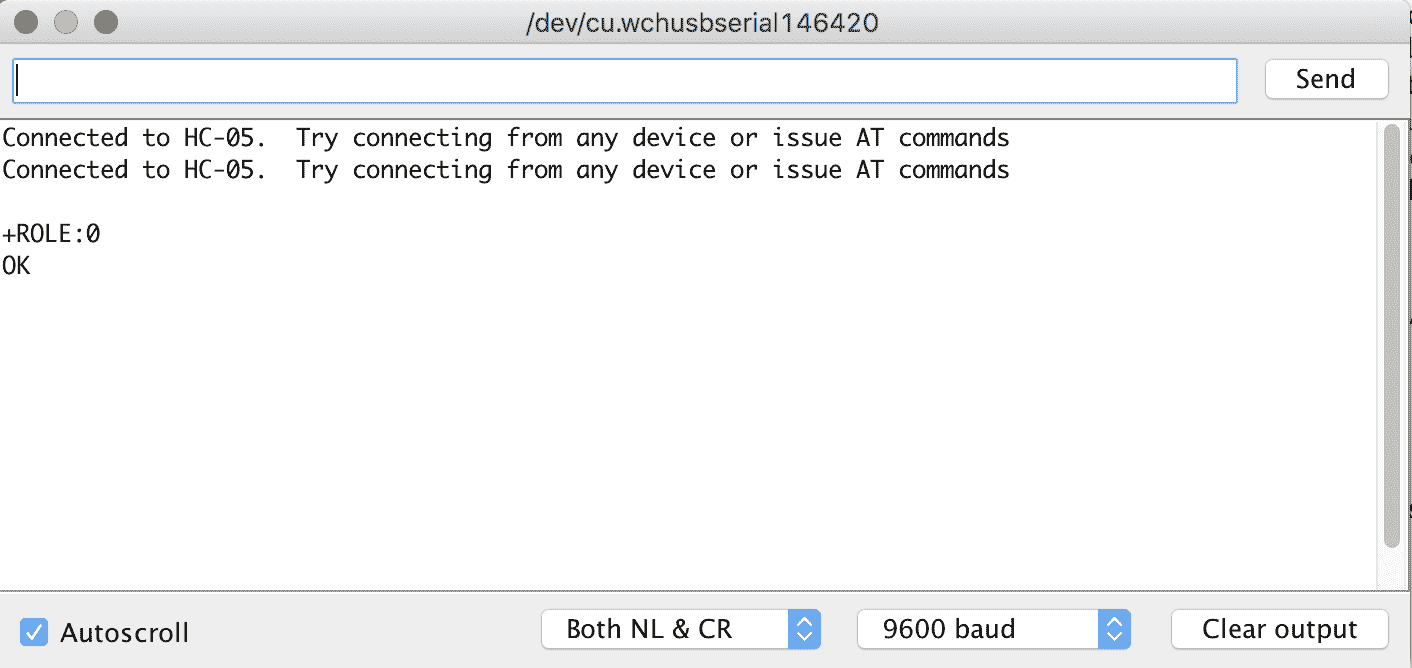 /dev/cu.wchusbserial146420
Send
Connected to HC-05.  Try connecting from any device or issue AT commands
Connected to HC-05.  Try connecting from any device or issue AT commands
+ROLE:0
OK
Autoscroll
Both NL & CR
9600 baud
Clear output